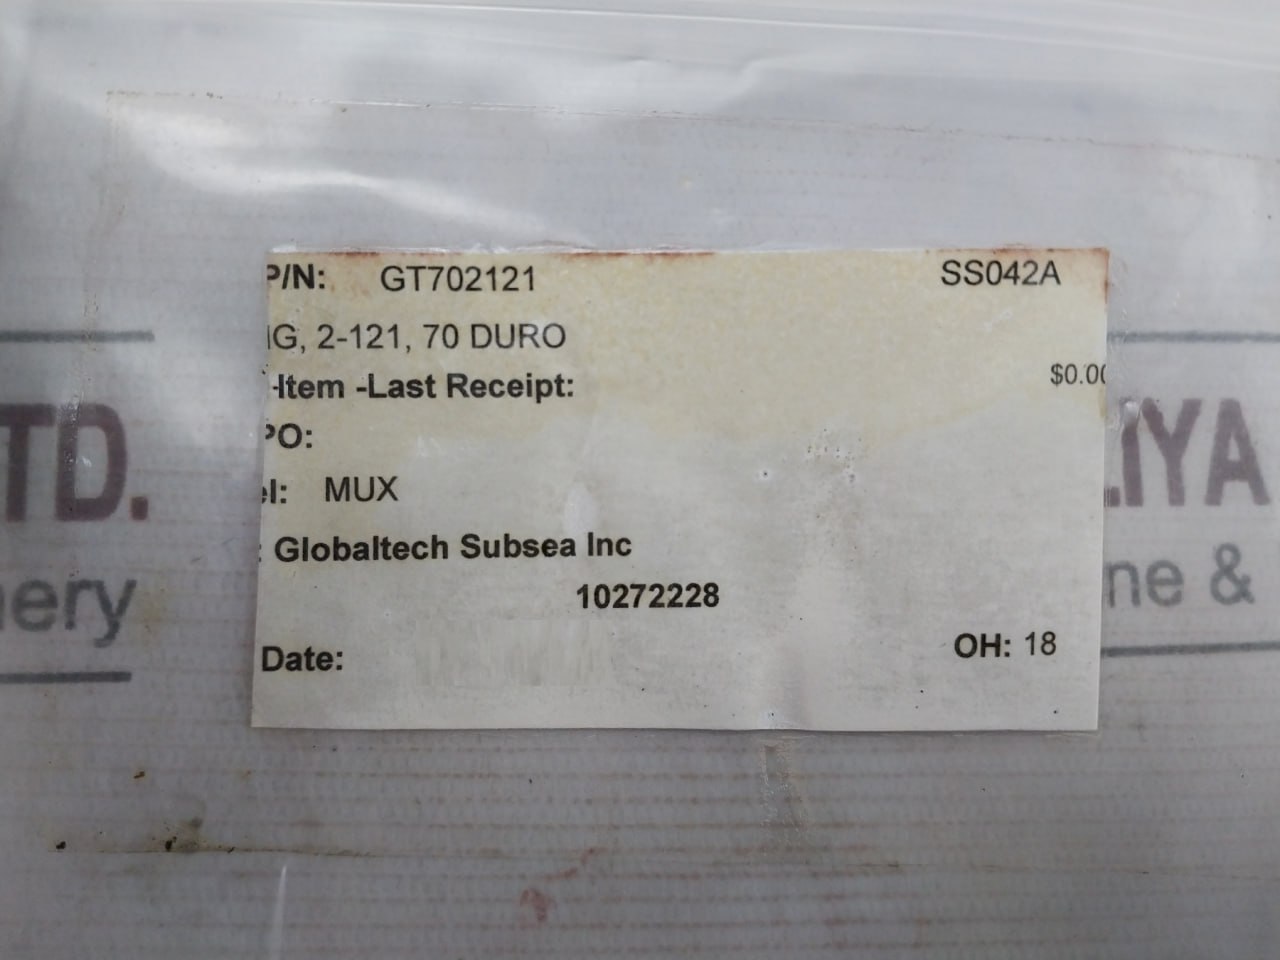 P/N: GT702121 SS042A
IG, 2-121, 70 DURO
-Item -Last Receipt: $0.00
PO:
el: MUX
: Globaltech Subsea Inc
10272228
Date: OH: 18
TD.
LIYA
nery
ne &